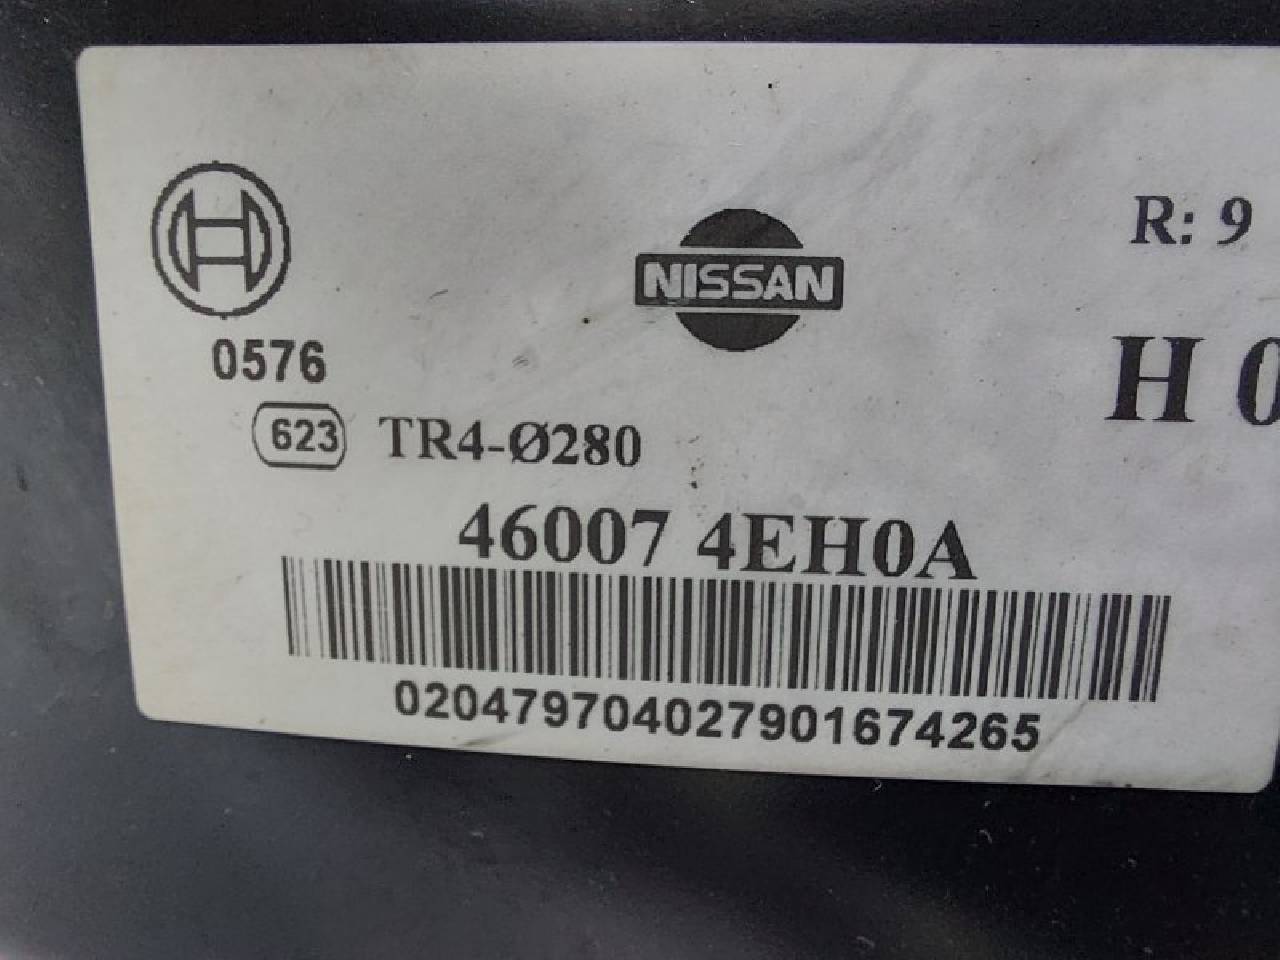 R: 9
NISSAN
H 0
0576
623 TR4-Ø280
46007 4EH0A
020479704027901674265